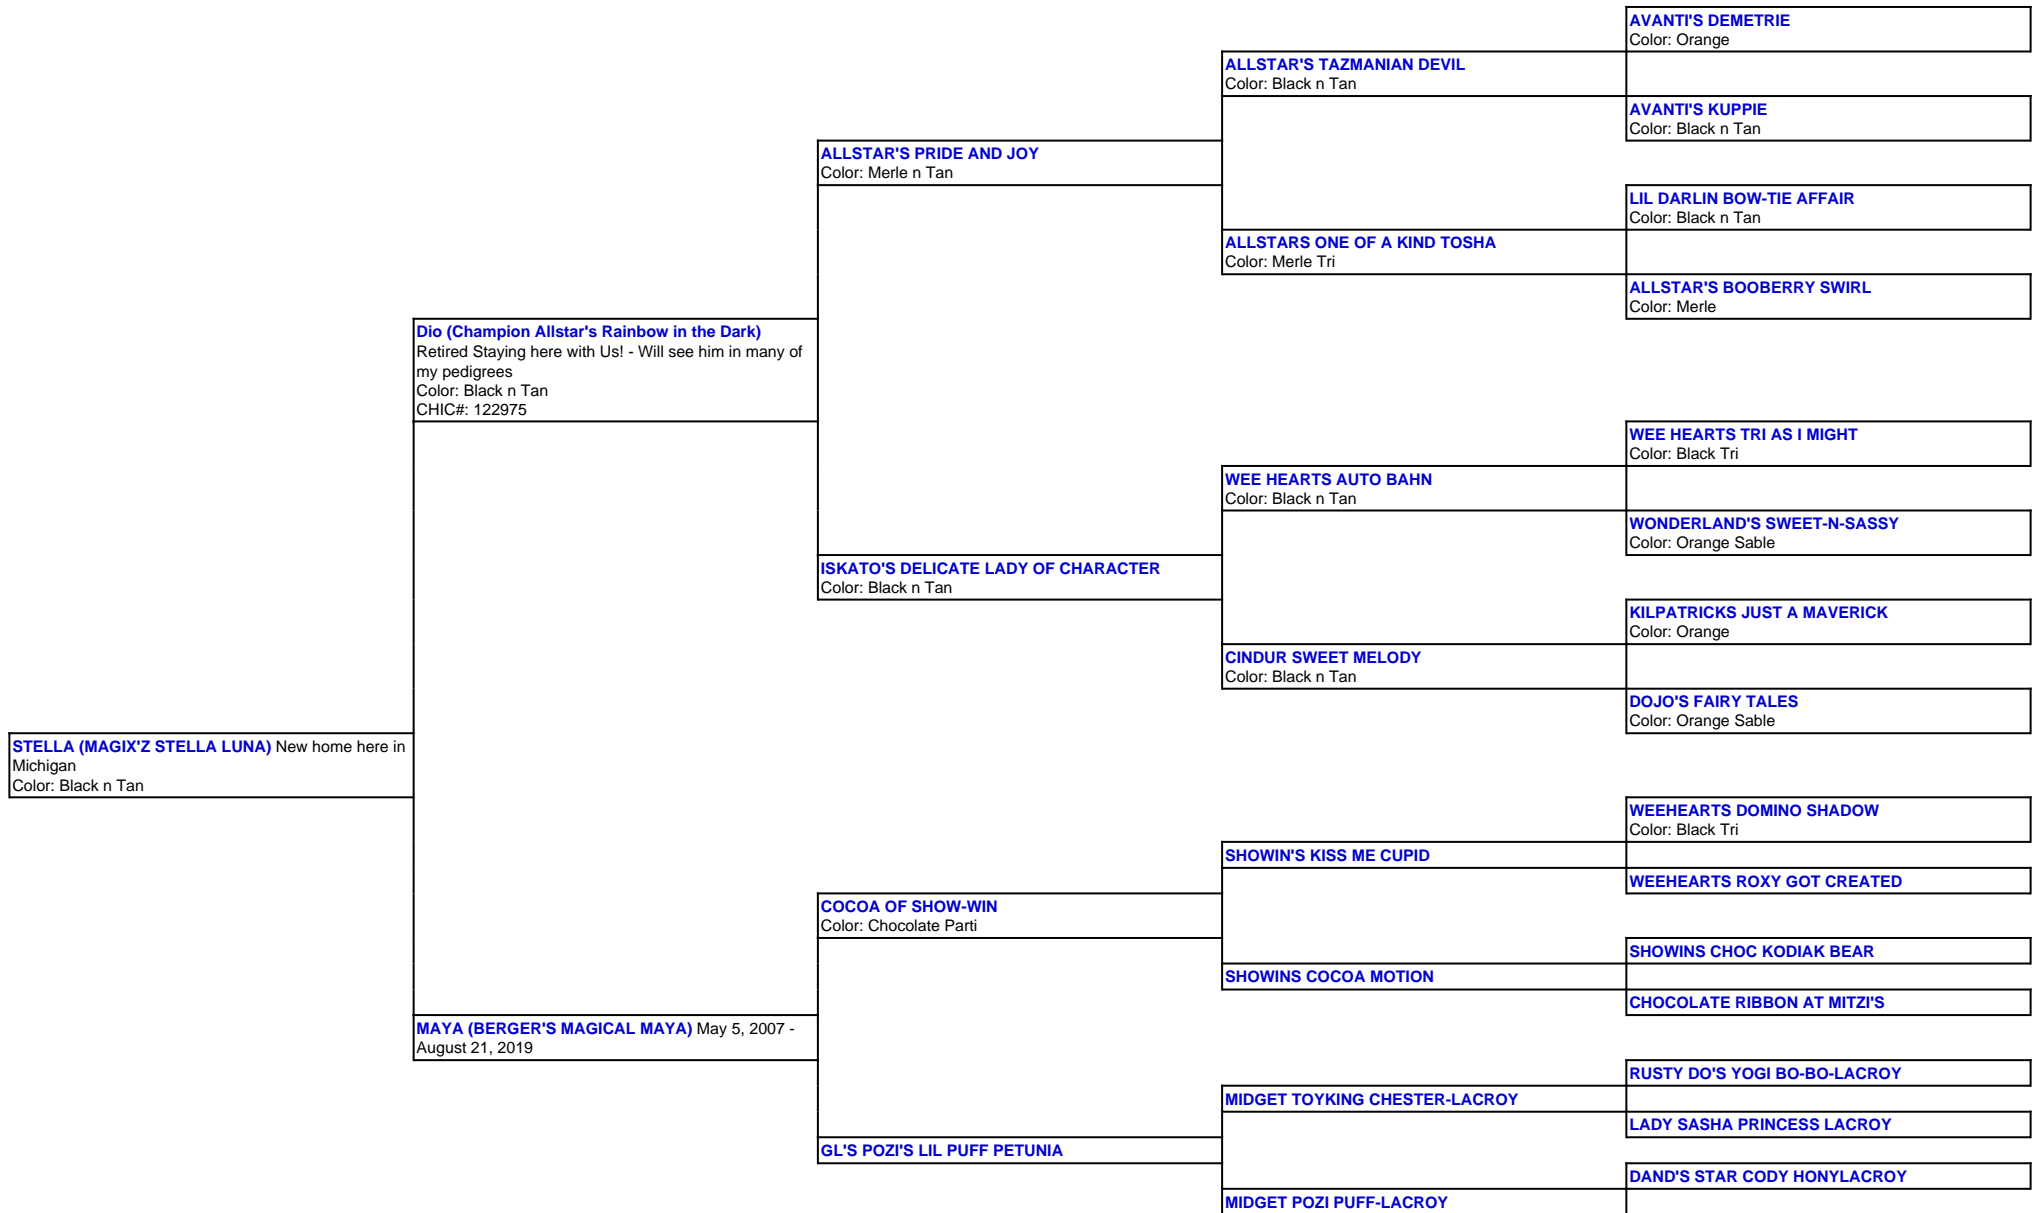 AVANTI'S DEMETRIE
Color: Orange
ALLSTAR'S TAZMANIAN DEVIL
Color: Black n Tan
AVANTI'S KUPPIE
Color: Black n Tan
ALLSTAR'S PRIDE AND JOY
Color: Merle n Tan
LIL DARLIN BOW-TIE AFFAIR
Color: Black n Tan
ALLSTARS ONE OF A KIND TOSHA
Color: Merle Tri
ALLSTAR'S BOOBERRY SWIRL
Color: Merle
Dio (Champion Allstar's Rainbow in the Dark)
Retired Staying here with Us! - Will see him in many of
my pedigrees
Color: Black n Tan
CHIC#: 122975
WEE HEARTS TRI AS I MIGHT
Color: Black Tri
WEE HEARTS AUTO BAHN
Color: Black n Tan
WONDERLAND'S SWEET-N-SASSY
Color: Orange Sable
ISKATO'S DELICATE LADY OF CHARACTER
Color: Black n Tan
KILPATRICKS JUST A MAVERICK
Color: Orange
CINDUR SWEET MELODY
Color: Black n Tan
DOJO'S FAIRY TALES
Color: Orange Sable
STELLA (MAGIX'Z STELLA LUNA) New home here in
Michigan
Color: Black n Tan
WEEHEARTS DOMINO SHADOW
Color: Black Tri
SHOWIN'S KISS ME CUPID
WEEHEARTS ROXY GOT CREATED
COCOA OF SHOW-WIN
Color: Chocolate Parti
SHOWINS CHOC KODIAK BEAR
SHOWINS COCOA MOTION
CHOCOLATE RIBBON AT MITZI'S
MAYA (BERGER'S MAGICAL MAYA) May 5, 2007 -
August 21, 2019
RUSTY DO'S YOGI BO-BO-LACROY
MIDGET TOYKING CHESTER-LACROY
LADY SASHA PRINCESS LACROY
GL'S POZI'S LIL PUFF PETUNIA
DAND'S STAR CODY HONYLACROY
MIDGET POZI PUFF-LACROY